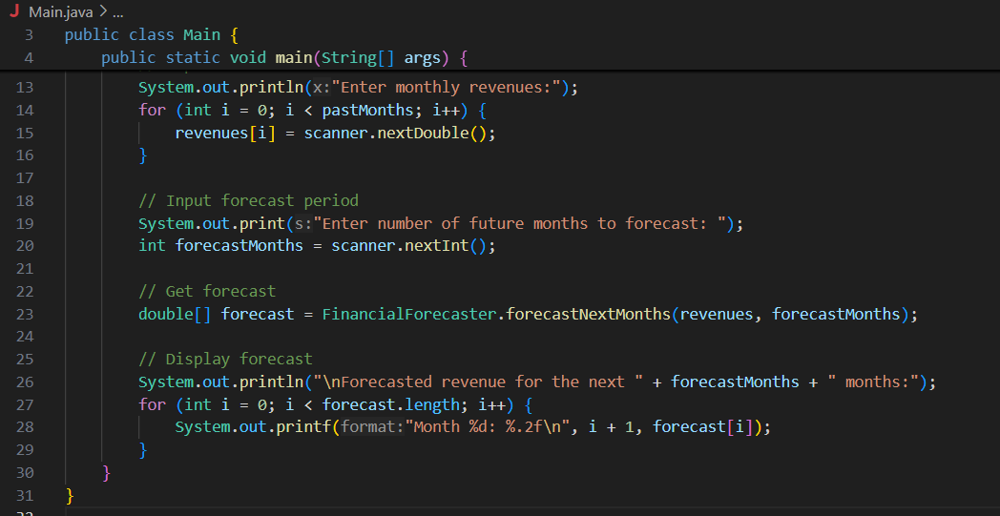 J Main.java > ...
3 public class Main {
4 public static void main(String[] args) {
13 System.out.println(x:"Enter monthly revenues:");
14 for (int i = 0; i < pastMonths; i++) {
15 revenues[i] = scanner.nextDouble();
16 }
17
18 // Input forecast period
19 System.out.print(s:"Enter number of future months to forecast: ");
20 int forecastMonths = scanner.nextInt();
21
22 // Get forecast
23 double[] forecast = FinancialForecaster.forecastNextMonths(revenues, forecastMonths);
24
25 // Display forecast
26 System.out.println("\nForecasted revenue for the next " + forecastMonths + " months:");
27 for (int i = 0; i < forecast.length; i++) {
28 System.out.printf(format:"Month %d: %.2f\n", i + 1, forecast[i]);
29 }
30 }
31 }